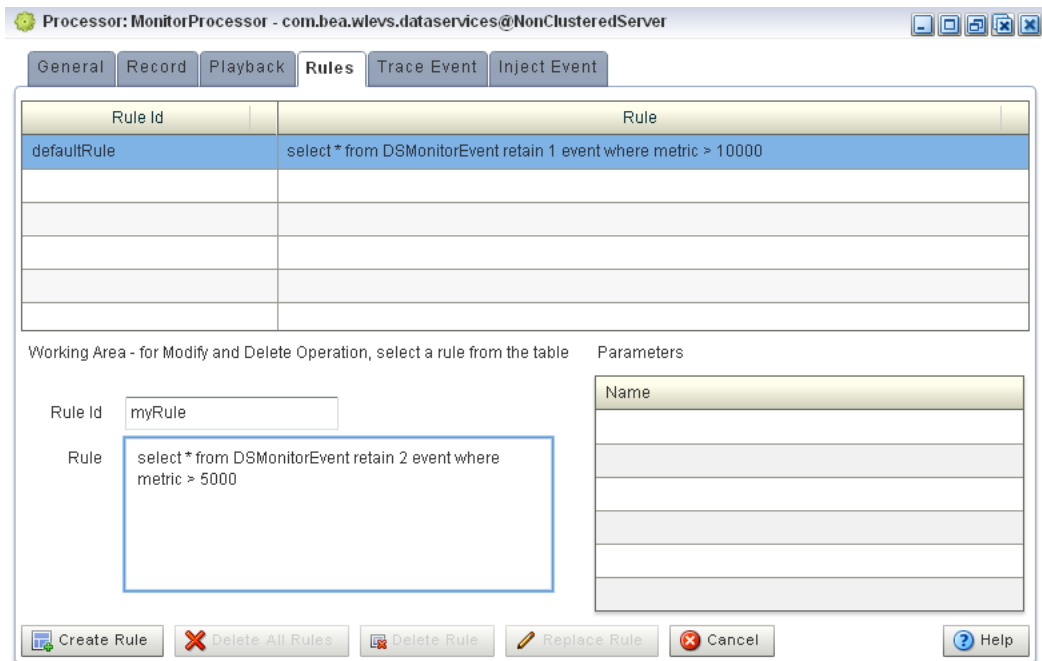 Processor: MonitorProcessor - com.bea.wlevs.dataservices@NonClusteredServer
General Record Playback Rules Trace Event Inject Event
Rule Id Rule
defaultRule select * from DSMonitorEvent retain 1 event where metric > 10000
Working Area - for Modify and Delete Operation, select a rule from the table Parameters
Name
Rule Id myRule
Rule select * from DSMonitorEvent retain 2 event where
metric > 5000
Create Rule Delete All Rules Delete Rule Replace Rule Cancel Help